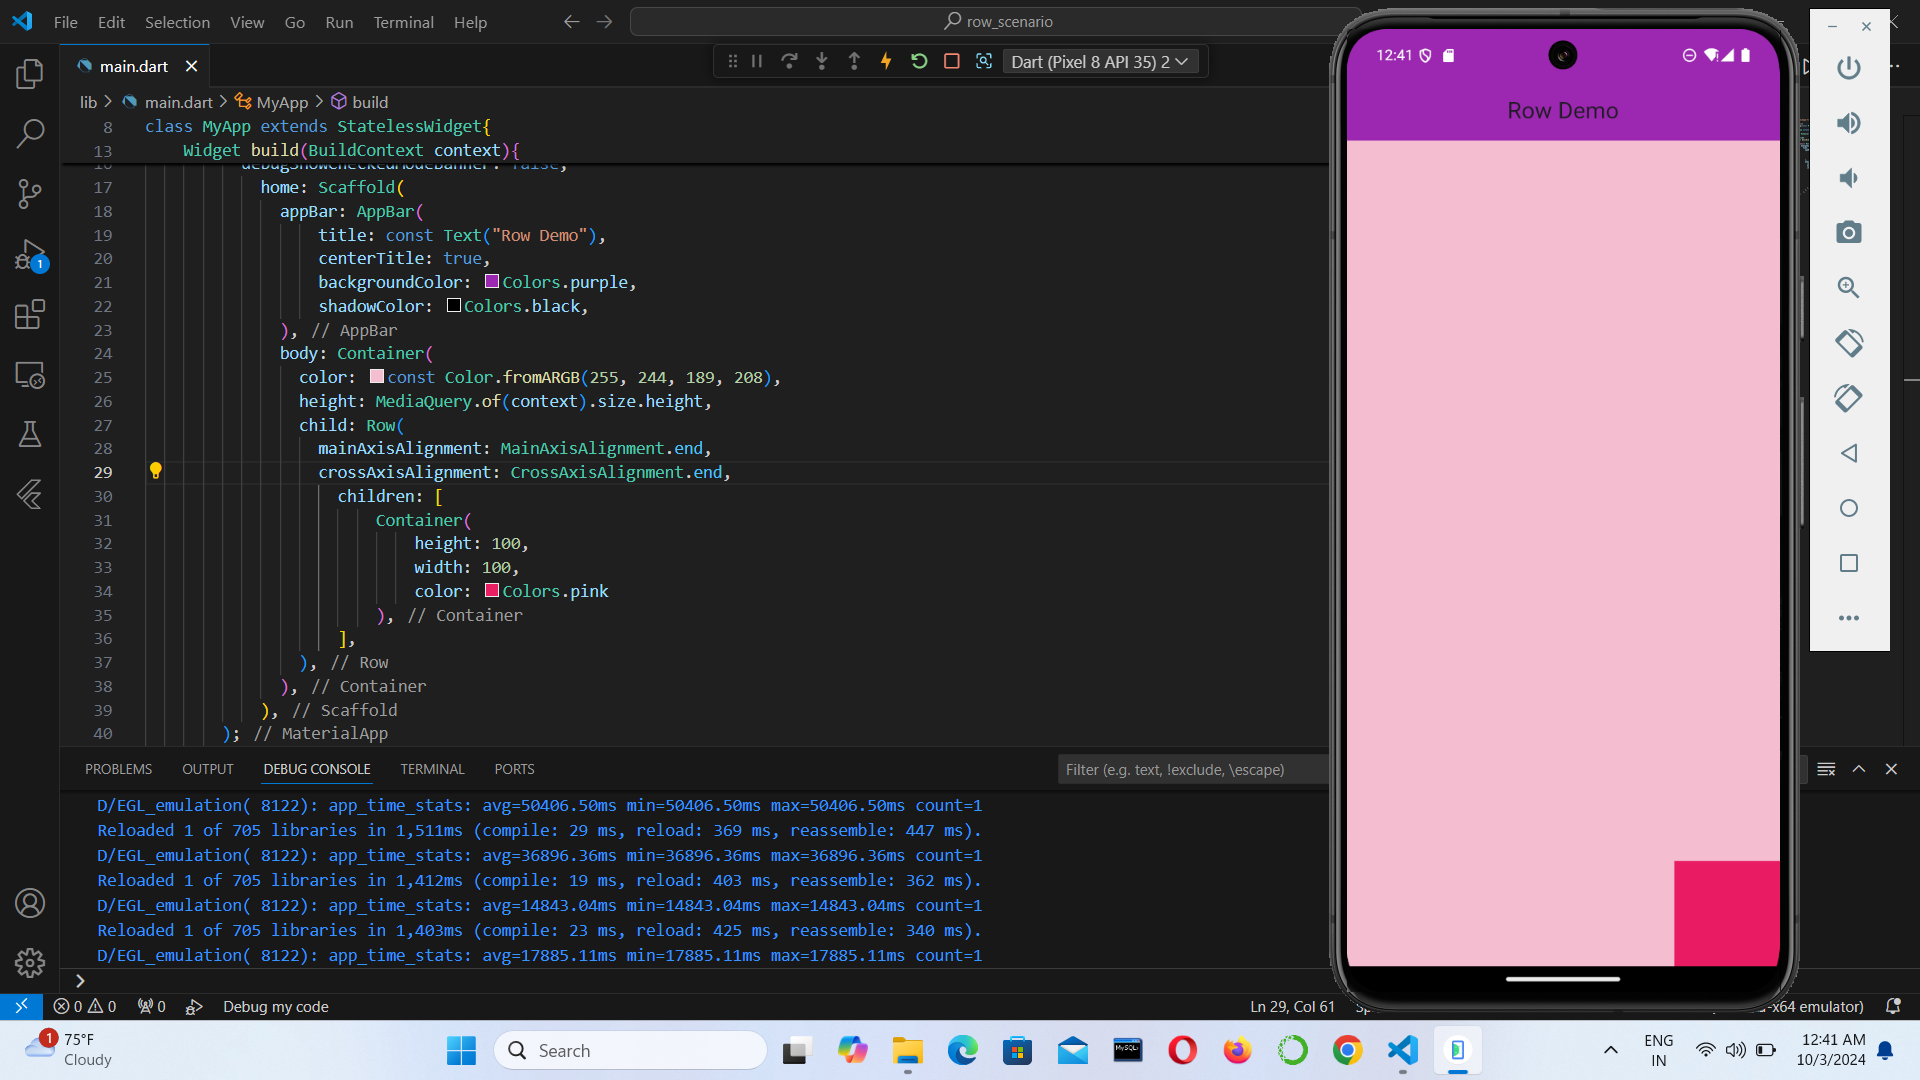 File Edit Selection View Go Run Terminal Help
row_scenario
main.dart
Dart (Pixel 8 API 35) 2
lib > main.dart > MyApp > build
8 class MyApp extends StatelessWidget{
13 Widget build(BuildContext context){
debugShowCheckedModeBanner: false,
17 home: Scaffold(
18 appBar: AppBar(
19 title: const Text("Row Demo"),
20 centerTitle: true,
21 backgroundColor: Colors.purple,
22 shadowColor: Colors.black,
23 ), // AppBar
24 body: Container(
25 color: const Color.fromARGB(255, 244, 189, 208),
26 height: MediaQuery.of(context).size.height,
27 child: Row(
28 mainAxisAlignment: MainAxisAlignment.end,
29 crossAxisAlignment: CrossAxisAlignment.end,
30 children: [
31 Container(
32 height: 100,
33 width: 100,
34 color: Colors.pink
35 ), // Container
36 ],
37 ), // Row
38 ), // Container
39 ), // Scaffold
40 ); // MaterialApp
1
PROBLEMS OUTPUT DEBUG CONSOLE TERMINAL PORTS
Filter (e.g. text, !exclude, \escape)
D/EGL_emulation( 8122): app_time_stats: avg=50406.50ms min=50406.50ms max=50406.50ms count=1
Reloaded 1 of 705 libraries in 1,511ms (compile: 29 ms, reload: 369 ms, reassemble: 447 ms).
D/EGL_emulation( 8122): app_time_stats: avg=36896.36ms min=36896.36ms max=36896.36ms count=1
Reloaded 1 of 705 libraries in 1,412ms (compile: 19 ms, reload: 403 ms, reassemble: 362 ms).
D/EGL_emulation( 8122): app_time_stats: avg=14843.04ms min=14843.04ms max=14843.04ms count=1
Reloaded 1 of 705 libraries in 1,403ms (compile: 23 ms, reload: 425 ms, reassemble: 340 ms).
D/EGL_emulation( 8122): app_time_stats: avg=17885.11ms min=17885.11ms max=17885.11ms count=1
0 0 0 Debug my code
Ln 29, Col 61
-x64 emulator)
12:41
Row Demo
1
75°F
Cloudy
Search
MySQL
ENG
IN
12:41 AM
10/3/2024